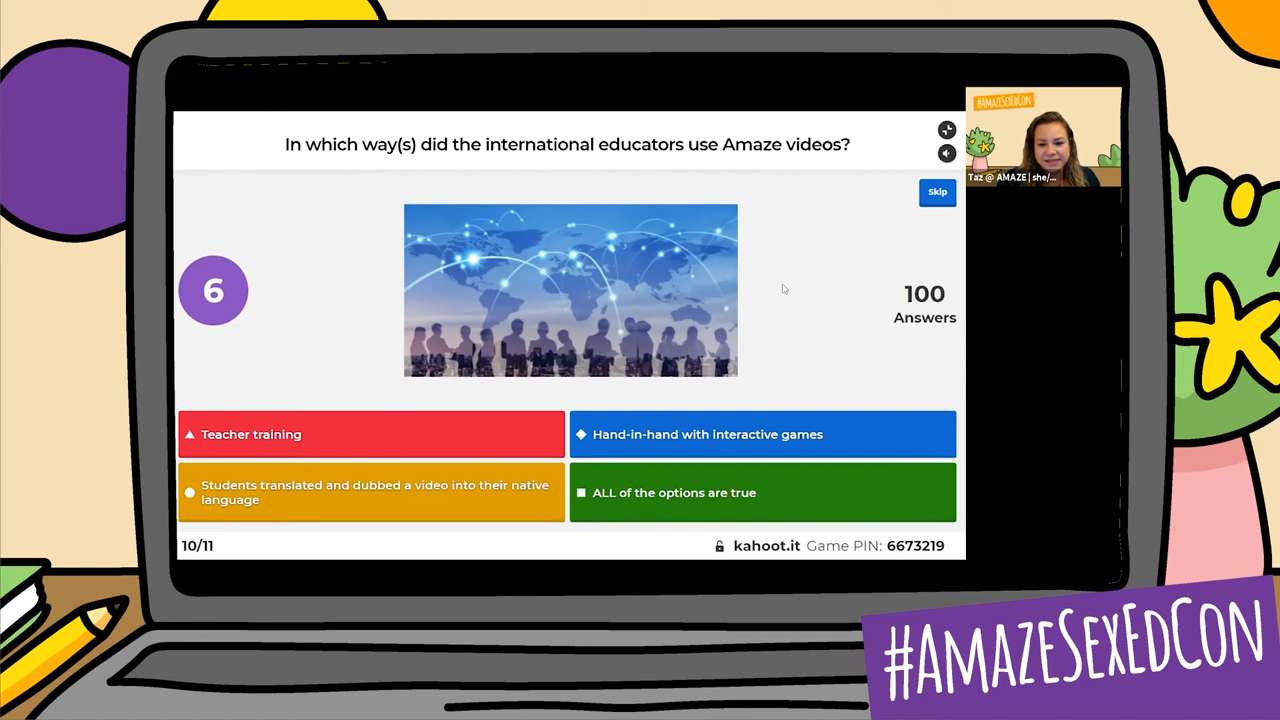 In which way(s) did the international educators use Amaze videos?
#AMAZESEXEDCON
Taz @ AMAZE | she/...
Skip
6
100
Answers
Teacher training
Hand-in-hand with interactive games
Students translated and dubbed a video into their native
language
ALL of the options are true
10/11
kahoot.it Game PIN: 6673219
#AMAZESEXEDCON